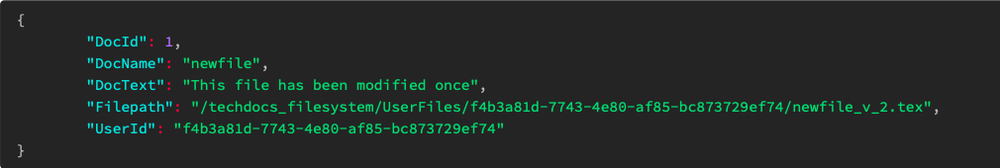 {
"DocId": 1,
"DocName": "newfile",
"DocText": "This file has been modified once",
"Filepath": "/techdocs_filesystem/UserFiles/f4b3a81d-7743-4e80-af85-bc873729ef74/newfile_v_2.tex",
"UserId": "f4b3a81d-7743-4e80-af85-bc873729ef74"
}